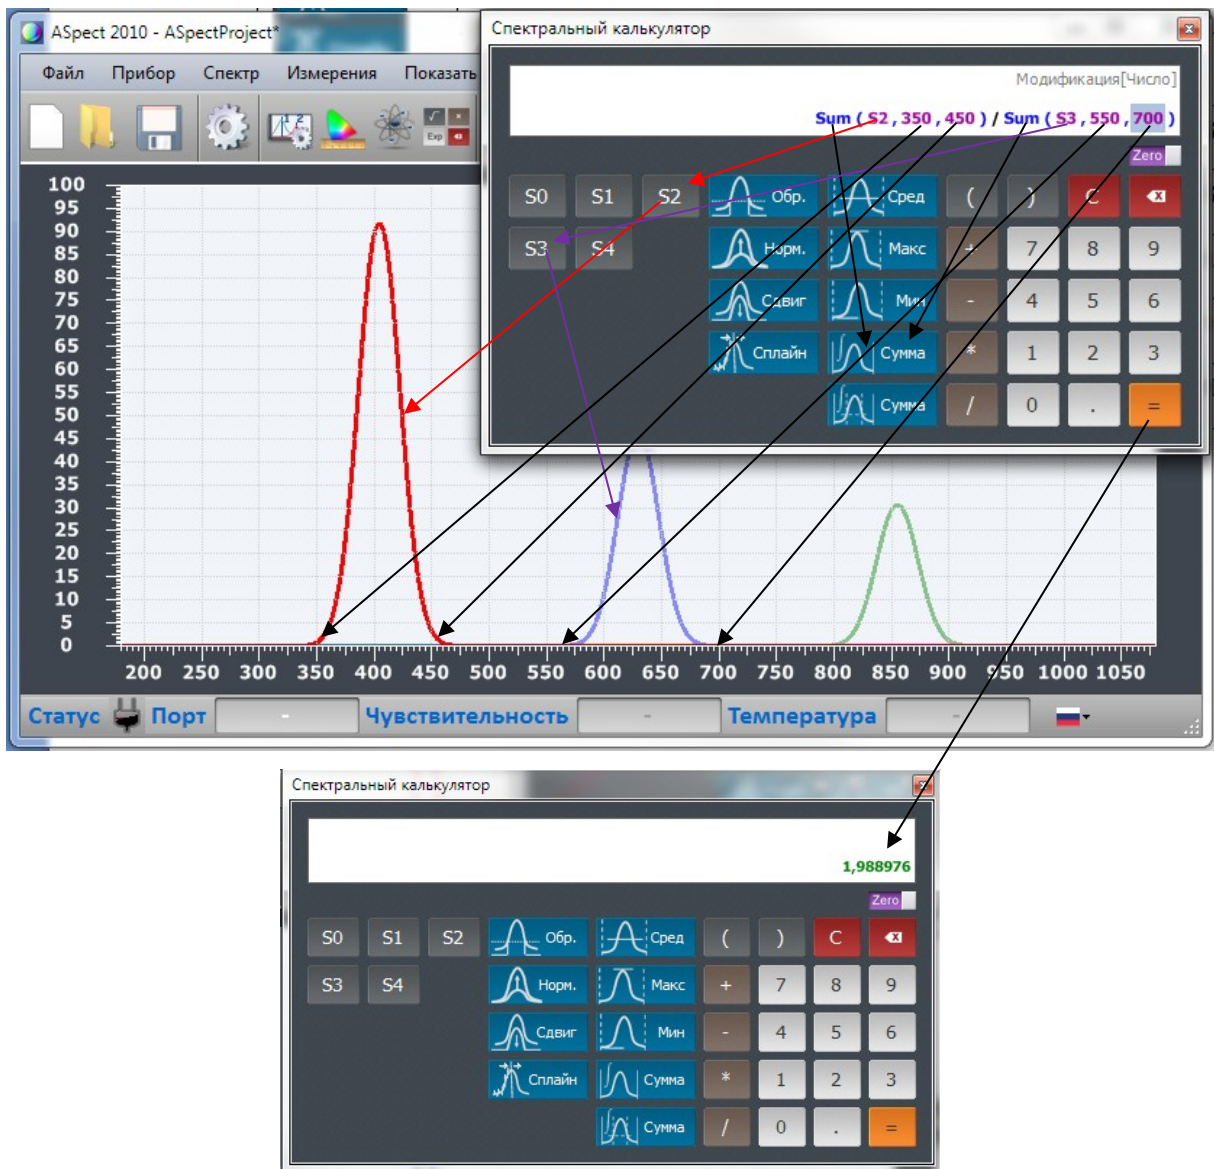 ASpect 2010 - ASpectProject*
Спектральный калькулятор
Файл Прибор Спектр Измерения Показать
Модификация[Число]
Sum ( S2 , 350 , 450 ) / Sum ( S3 , 550 , 700 )
Zero
S0 S1 S2 Обр. Сред ( ) C
S3 S4 Норм. Макс + 7 8 9
Сдвиг Мин - 4 5 6
Сплайн Сумма * 1 2 3
Сумма / 0 . =
100
95
90
85
80
75
70
65
60
55
50
45
40
35
30
25
20
15
10
5
0
200 250 300 350 400 450 500 550 600 650 700 750 800 850 900 950 1000 1050
Статус Порт - Чувствительность - Температура -
Спектральный калькулятор
1,988976
Zero
S0 S1 S2 Обр. Сред ( ) C
S3 S4 Норм. Макс + 7 8 9
Сдвиг Мин - 4 5 6
Сплайн Сумма * 1 2 3
Сумма / 0 . =